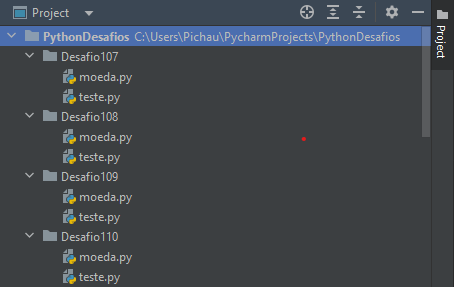 Project
PythonDesafios C:\Users\Pichau\PycharmProjects\PythonDesafios
Desafio107
moeda.py
teste.py
Desafio108
moeda.py
teste.py
Desafio109
moeda.py
teste.py
Desafio110
moeda.py
teste.py
Project